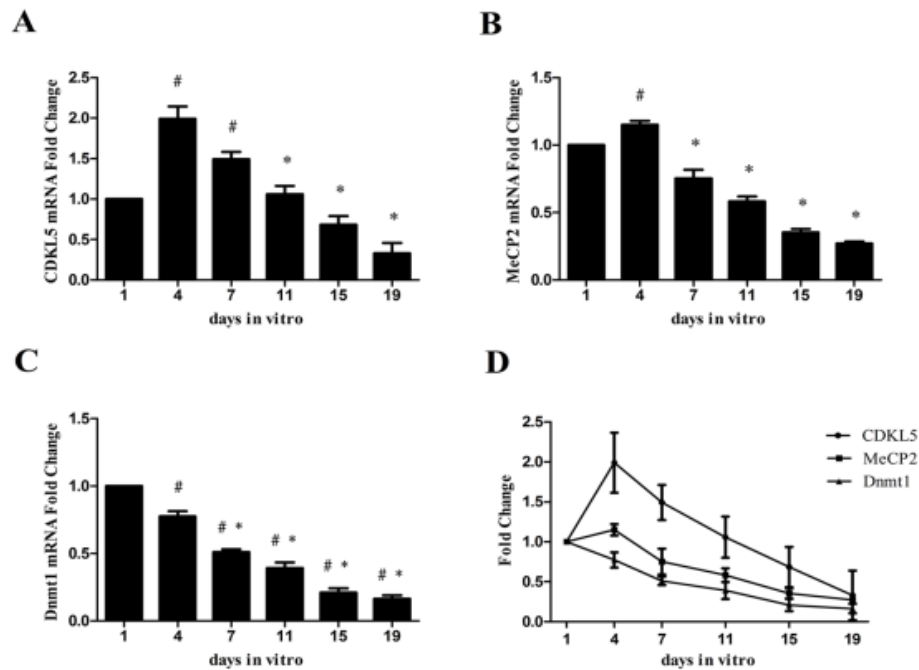 A
CDKL5 mRNA Fold Change
2.5
2.0
1.5
1.0
0.5
0.0
#
#
*
*
*
1 4 7 11 15 19
days in vitro
B
MeCP2 mRNA Fold Change
1.5
1.0
0.5
0.0
#
*
*
*
*
1 4 7 11 15 19
days in vitro
C
Dnmt1 mRNA Fold Change
1.5
1.0
0.5
0.0
#
# *
# *
# *
# *
1 4 7 11 15 19
days in vitro
D
Fold Change
2.5
2.0
1.5
1.0
0.5
0.0
1 4 7 11 15 19
days in vitro
CDKL5
MeCP2
Dnmt1